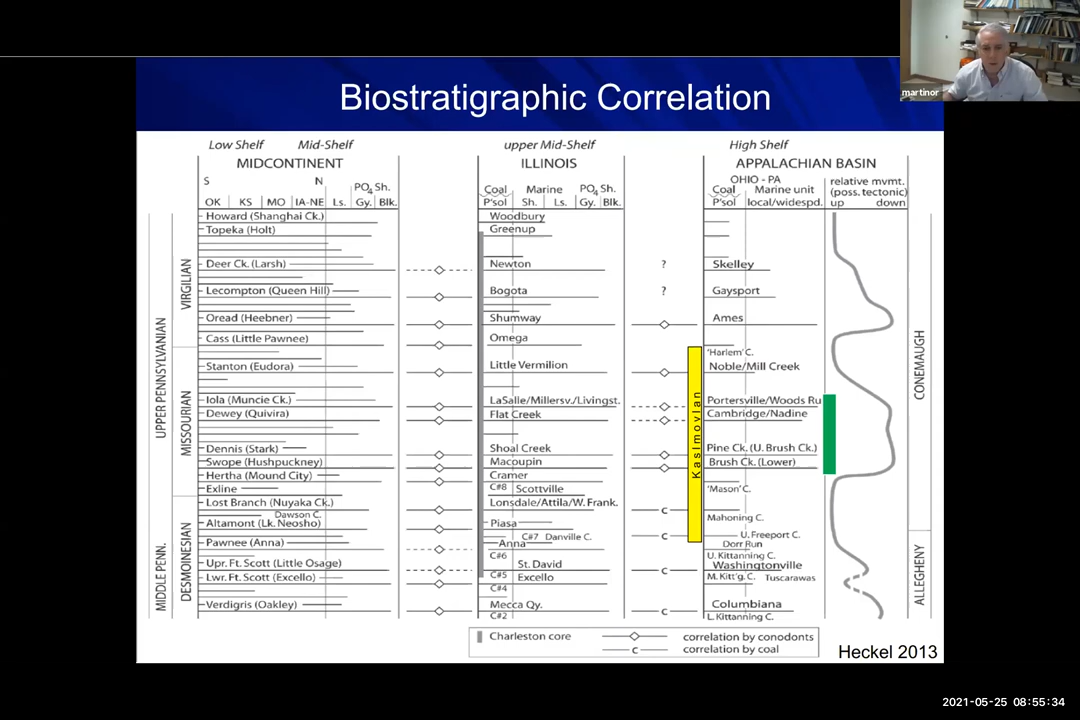 martinor
Biostratigraphic Correlation
Low Shelf Mid-Shelf upper Mid-Shelf High Shelf
MIDCONTINENT ILLINOIS APPALACHIAN BASIN
OHIO - PA
S N PO4 Sh. Coal Marine PO4 Sh. Coal Marine unit relative mvmt.
(poss. tectonic)
OK KS MO IA-NE Ls. Gy. Blk. P'sol Sh. Ls. Gy. Blk. P'sol local/widespd. up down
UPPER PENNSYLVANIAN
MIDDLE PENN.
VIRGILIAN
MISSOURIAN
DESMOINESIAN
Howard (Shanghai Ck.)
Topeka (Holt)
Deer Ck. (Larsh)
Lecompton (Queen Hill)
Oread (Heebner)
Cass (Little Pawnee)
Stanton (Eudora)
Iola (Muncie Ck.)
Dewey (Quivira)
Dennis (Stark)
Swope (Hushpuckney)
Hertha (Mound City)
Exline
Lost Branch (Nuyaka Ck.)
Dawson C.
Altamont (Lk. Neosho)
Pawnee (Anna)
Upr. Ft. Scott (Little Osage)
Lwr. Ft. Scott (Excello)
Verdigris (Oakley)
Woodbury
Greenup
Newton
Bogota
Shumway
Omega
Little Vermilion
LaSalle/Millersv./Livingst.
Flat Creek
Shoal Creek
Macoupin
Cramer
C#8 Scottville
Lonsdale/Attila/W. Frank.
Piasa
C#7 Danville C.
Anna
C#6
St. David
C#5 Excello
C#4
Mecca Qy.
C#2
?
?
C
C
C
C
Kasimovian
Skelley
Gaysport
Ames
'Harlem' C.
Noble/Mill Creek
Portersville/Woods Ru
Cambridge/Nadine
Pine Ck. (U. Brush Ck.)
Brush Ck. (Lower)
'Mason' C.
Mahoning C.
U. Freeport C.
Dorr Run
U. Kittanning C.
Washingtonville
M. Kitt'g. C. Tuscarawas
Columbiana
L. Kittanning C.
CONEMAUGH
ALLEGHENY
Charleston core correlation by conodonts
C correlation by coal
Heckel 2013
2021-05-25 08:55:34